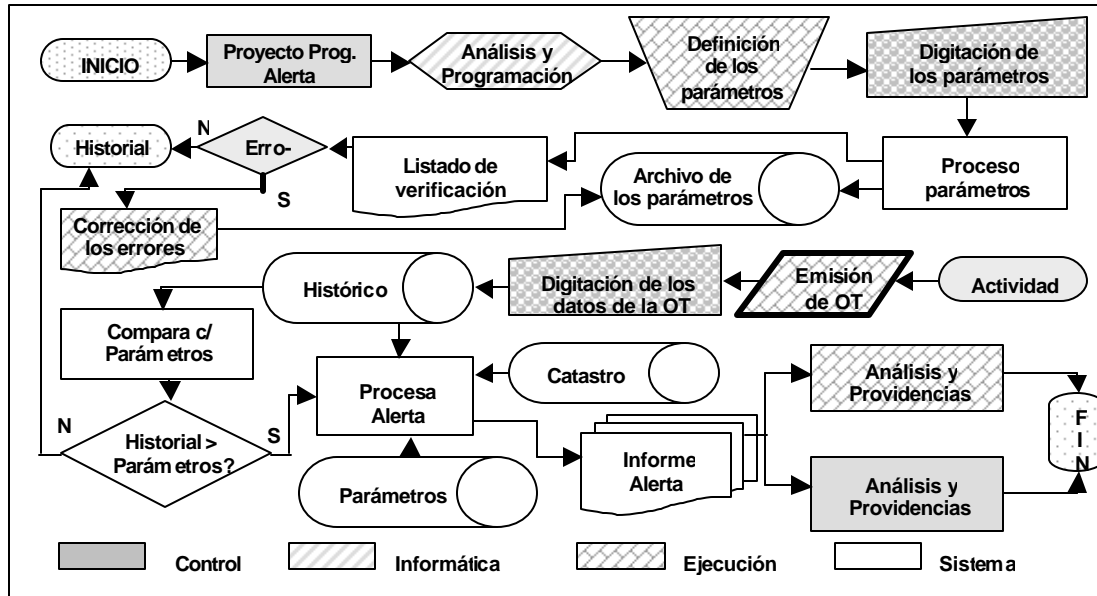 INICIO
Proyecto Prog.
Alerta
Análisis y
Programación
Definición
de los
parámetros
Digitación de
los parámetros
Historial
N
Erro-
S
Listado de
verificación
Archivo de
los parámetros
Proceso
parámetros
Corrección de
los errores
Histórico
Digitación de los
datos de la OT
Emisión
de OT
Actividad
Compara c/
Parám etros
Procesa
Alerta
Catastro
Análisis y
Providencias
N
Historial >
Parám etros?
S
Parámetros
Informe
Alerta
Análisis y
Providencias
F
I
N
Control
Informática
Ejecución
Sistema